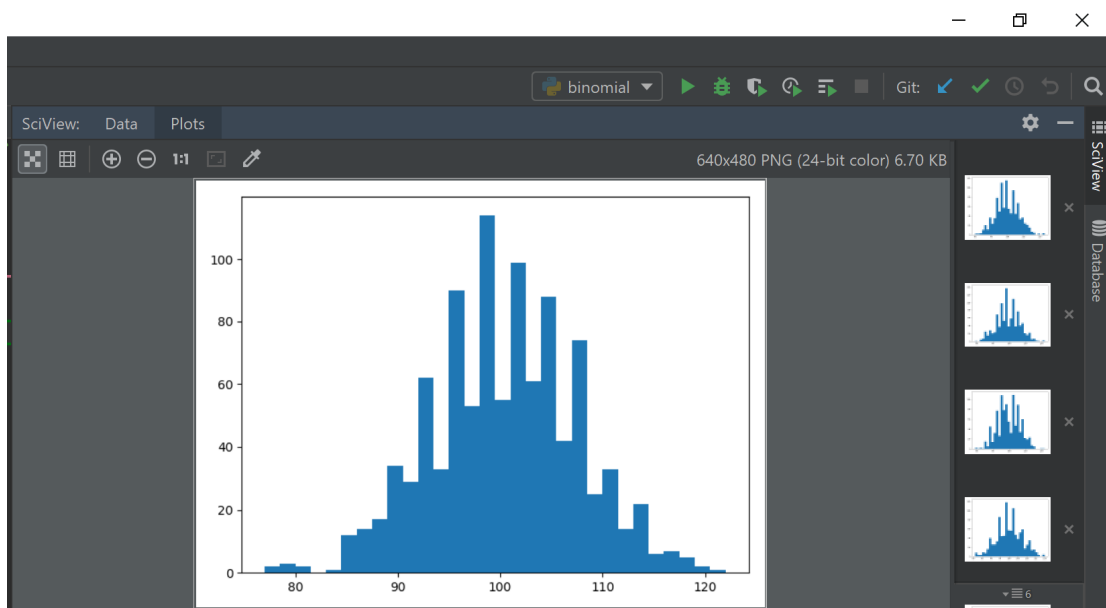 binomial
Git:
SciView: Data Plots
1:1
640x480 PNG (24-bit color) 6.70 KB
SciView
Database
100
80
60
40
20
0
80 90 100 110 120
6